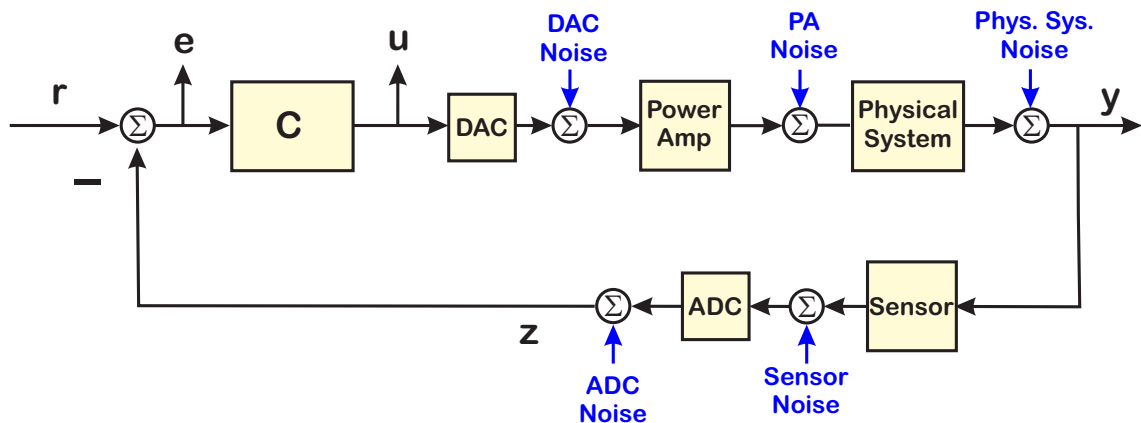 r
Σ
e
C
u
DAC
DAC
Noise
Σ
Power
Amp
PA
Noise
Σ
Physical
System
Phys. Sys.
Noise
Σ
y
−
z
Σ
ADC
Noise
ADC
Σ
Sensor
Noise
Sensor